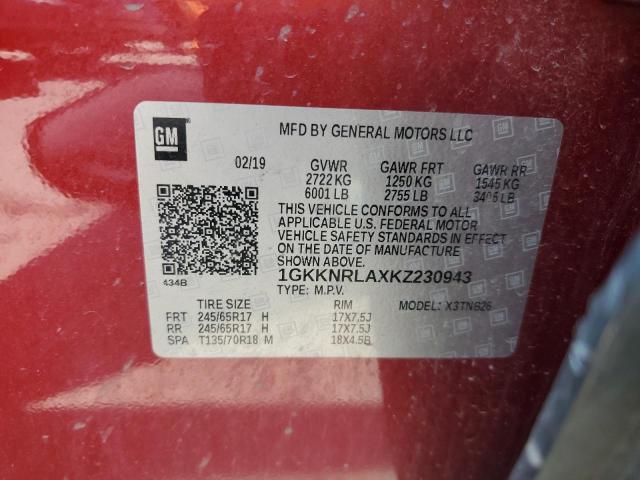 GM
MFD BY GENERAL MOTORS LLC
02/19 GVWR GAWR FRT GAWR RR
2722 KG 1250 KG 1545 KG
6001 LB 2755 LB 3406 LB
THIS VEHICLE CONFORMS TO ALL
APPLICABLE U.S. FEDERAL MOTOR
VEHICLE SAFETY STANDARDS IN EFFECT
ON THE DATE OF MANUFACTURE
SHOWN ABOVE.
1GKKNRLAXKZ230943
TYPE: M.P.V.
434B
TIRE SIZE RIM MODEL: X3TNB26
FRT 245/65R17 H 17X7.5J
RR 245/65R17 H 17X7.5J
SPA T135/70R18 M 18X4.5B